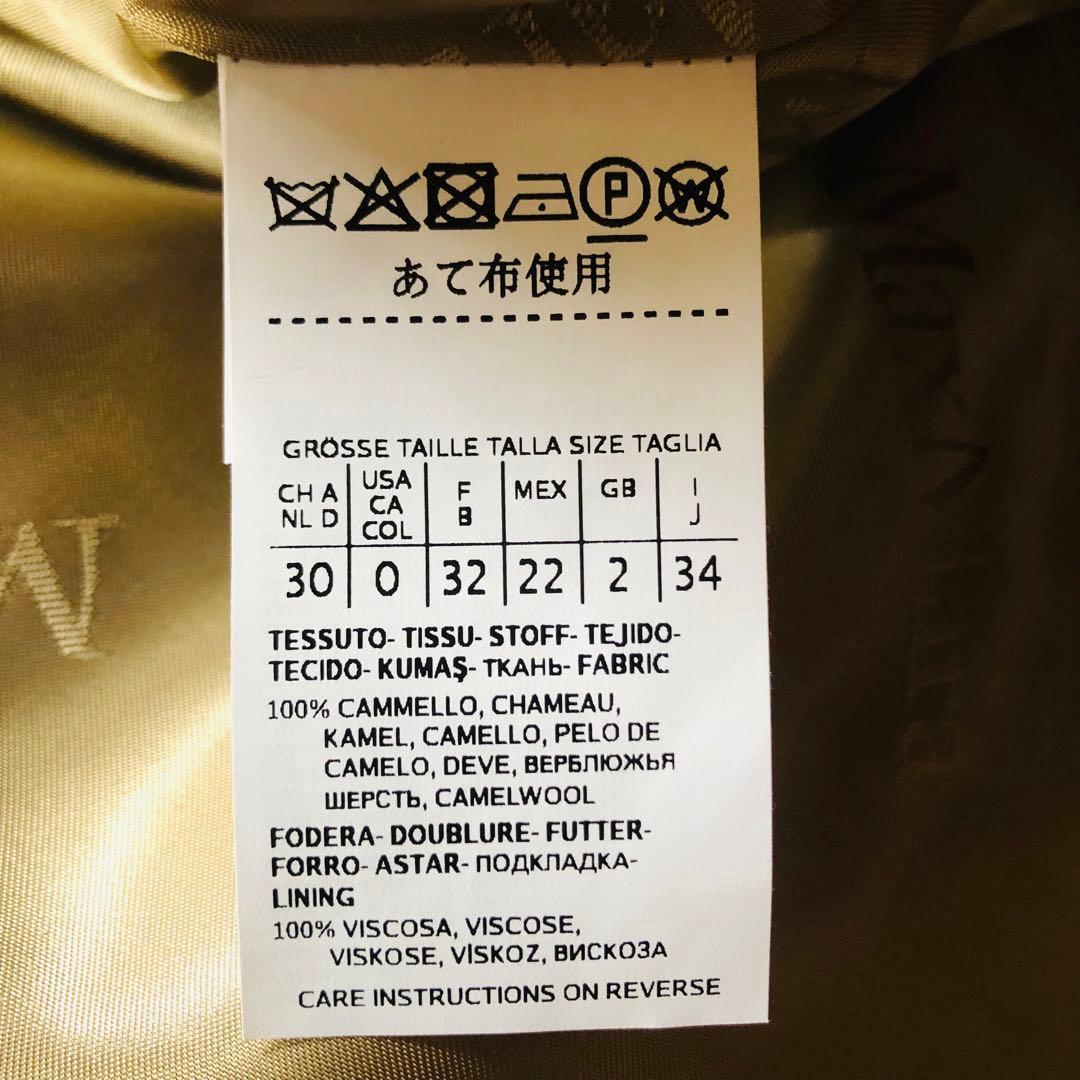 P W
あて布使用
GRÖSSE TAILLE TALLA SIZE TAGLIA
CH A NL D USA CA COL F B MEX GB I J
30 0 32 22 2 34
TESSUTO- TISSU- STOFF- TEJIDO-
TECIDO- KUMAŞ- ТКАНЬ- FABRIC
100% CAMMELLO, CHAMEAU,
KAMEL, CAMELLO, PELO DE
CAMELO, DEVE, ВЕРБЛЮЖЬЯ
ШЕРСТЬ, CAMELWOOL
FODERA- DOUBLURE- FUTTER-
FORRO- ASTAR- ПОДКЛАДКА-
LINING
100% VISCOSA, VISCOSE,
VISKOSE, VİSKOZ, ВИСКОЗА
CARE INSTRUCTIONS ON REVERSE